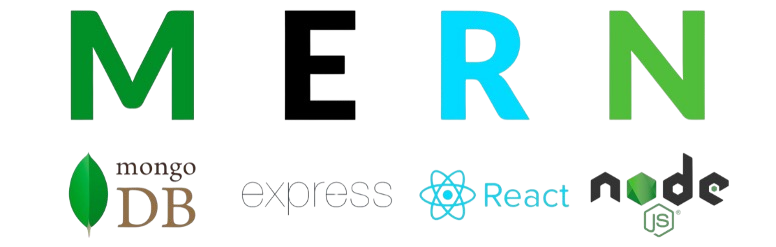 M E R N
mongo DB express React node
JS ®